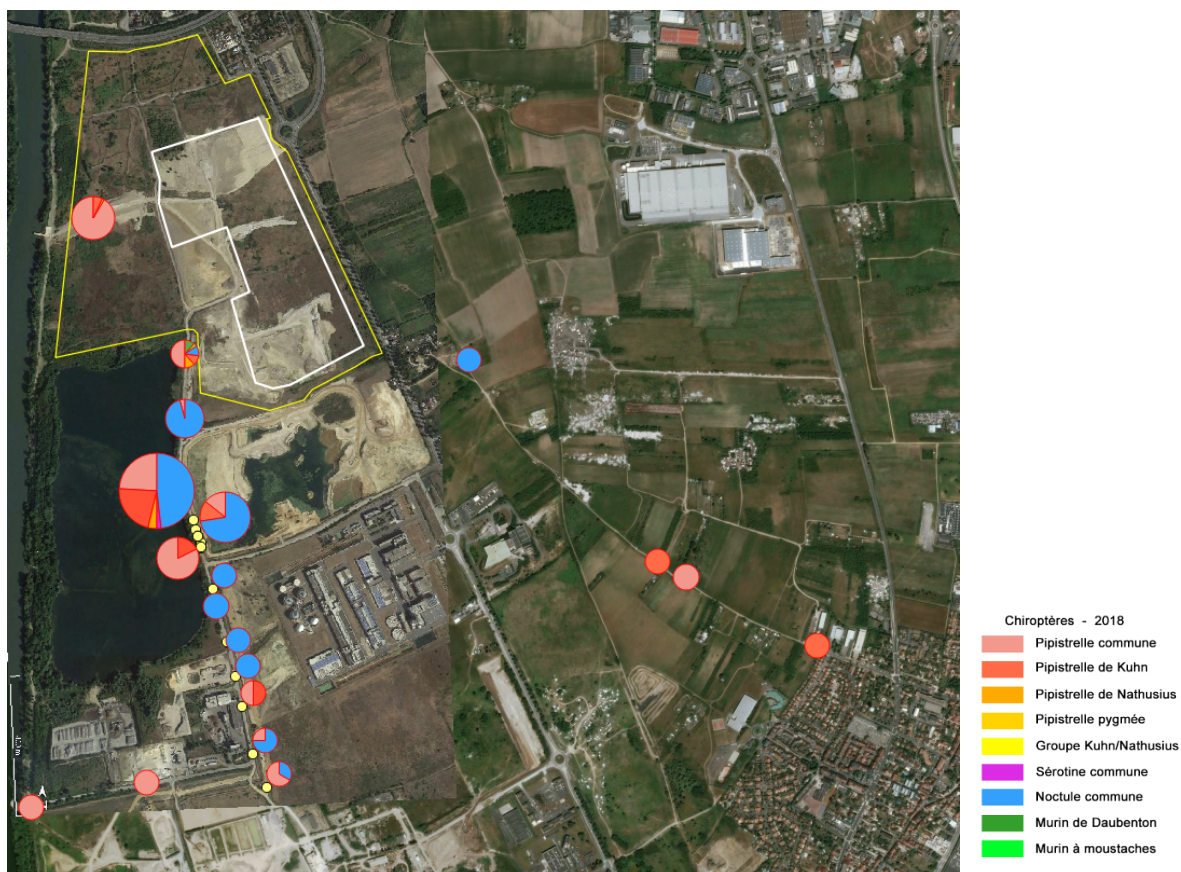 Chiroptères - 2018
Pipistrelle commune
Pipistrelle de Kuhn
Pipistrelle de Nathusius
Pipistrelle pygmée
Groupe Kuhn/Nathusius
Sérotine commune
Noctule commune
Murin de Daubenton
Murin à moustaches